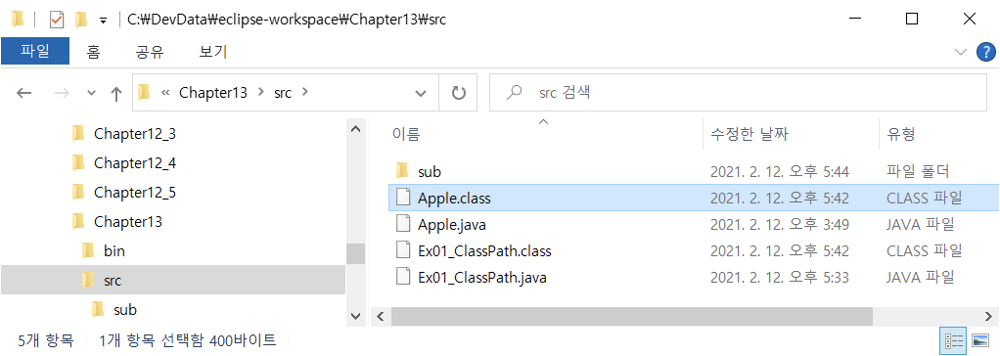 C:₩DevData₩eclipse-workspace₩Chapter13₩src
파일 홈 공유 보기
« Chapter13 > src > src 검색
Chapter12_3
Chapter12_4
Chapter12_5
Chapter13
bin
src
sub
이름 수정한 날짜 유형
sub 2021. 2. 12. 오후 5:44 파일 폴더
Apple.class 2021. 2. 12. 오후 5:42 CLASS 파일
Apple.java 2021. 2. 12. 오후 3:49 JAVA 파일
Ex01_ClassPath.class 2021. 2. 12. 오후 5:42 CLASS 파일
Ex01_ClassPath.java 2021. 2. 12. 오후 5:33 JAVA 파일
5개 항목 1개 항목 선택함 400바이트